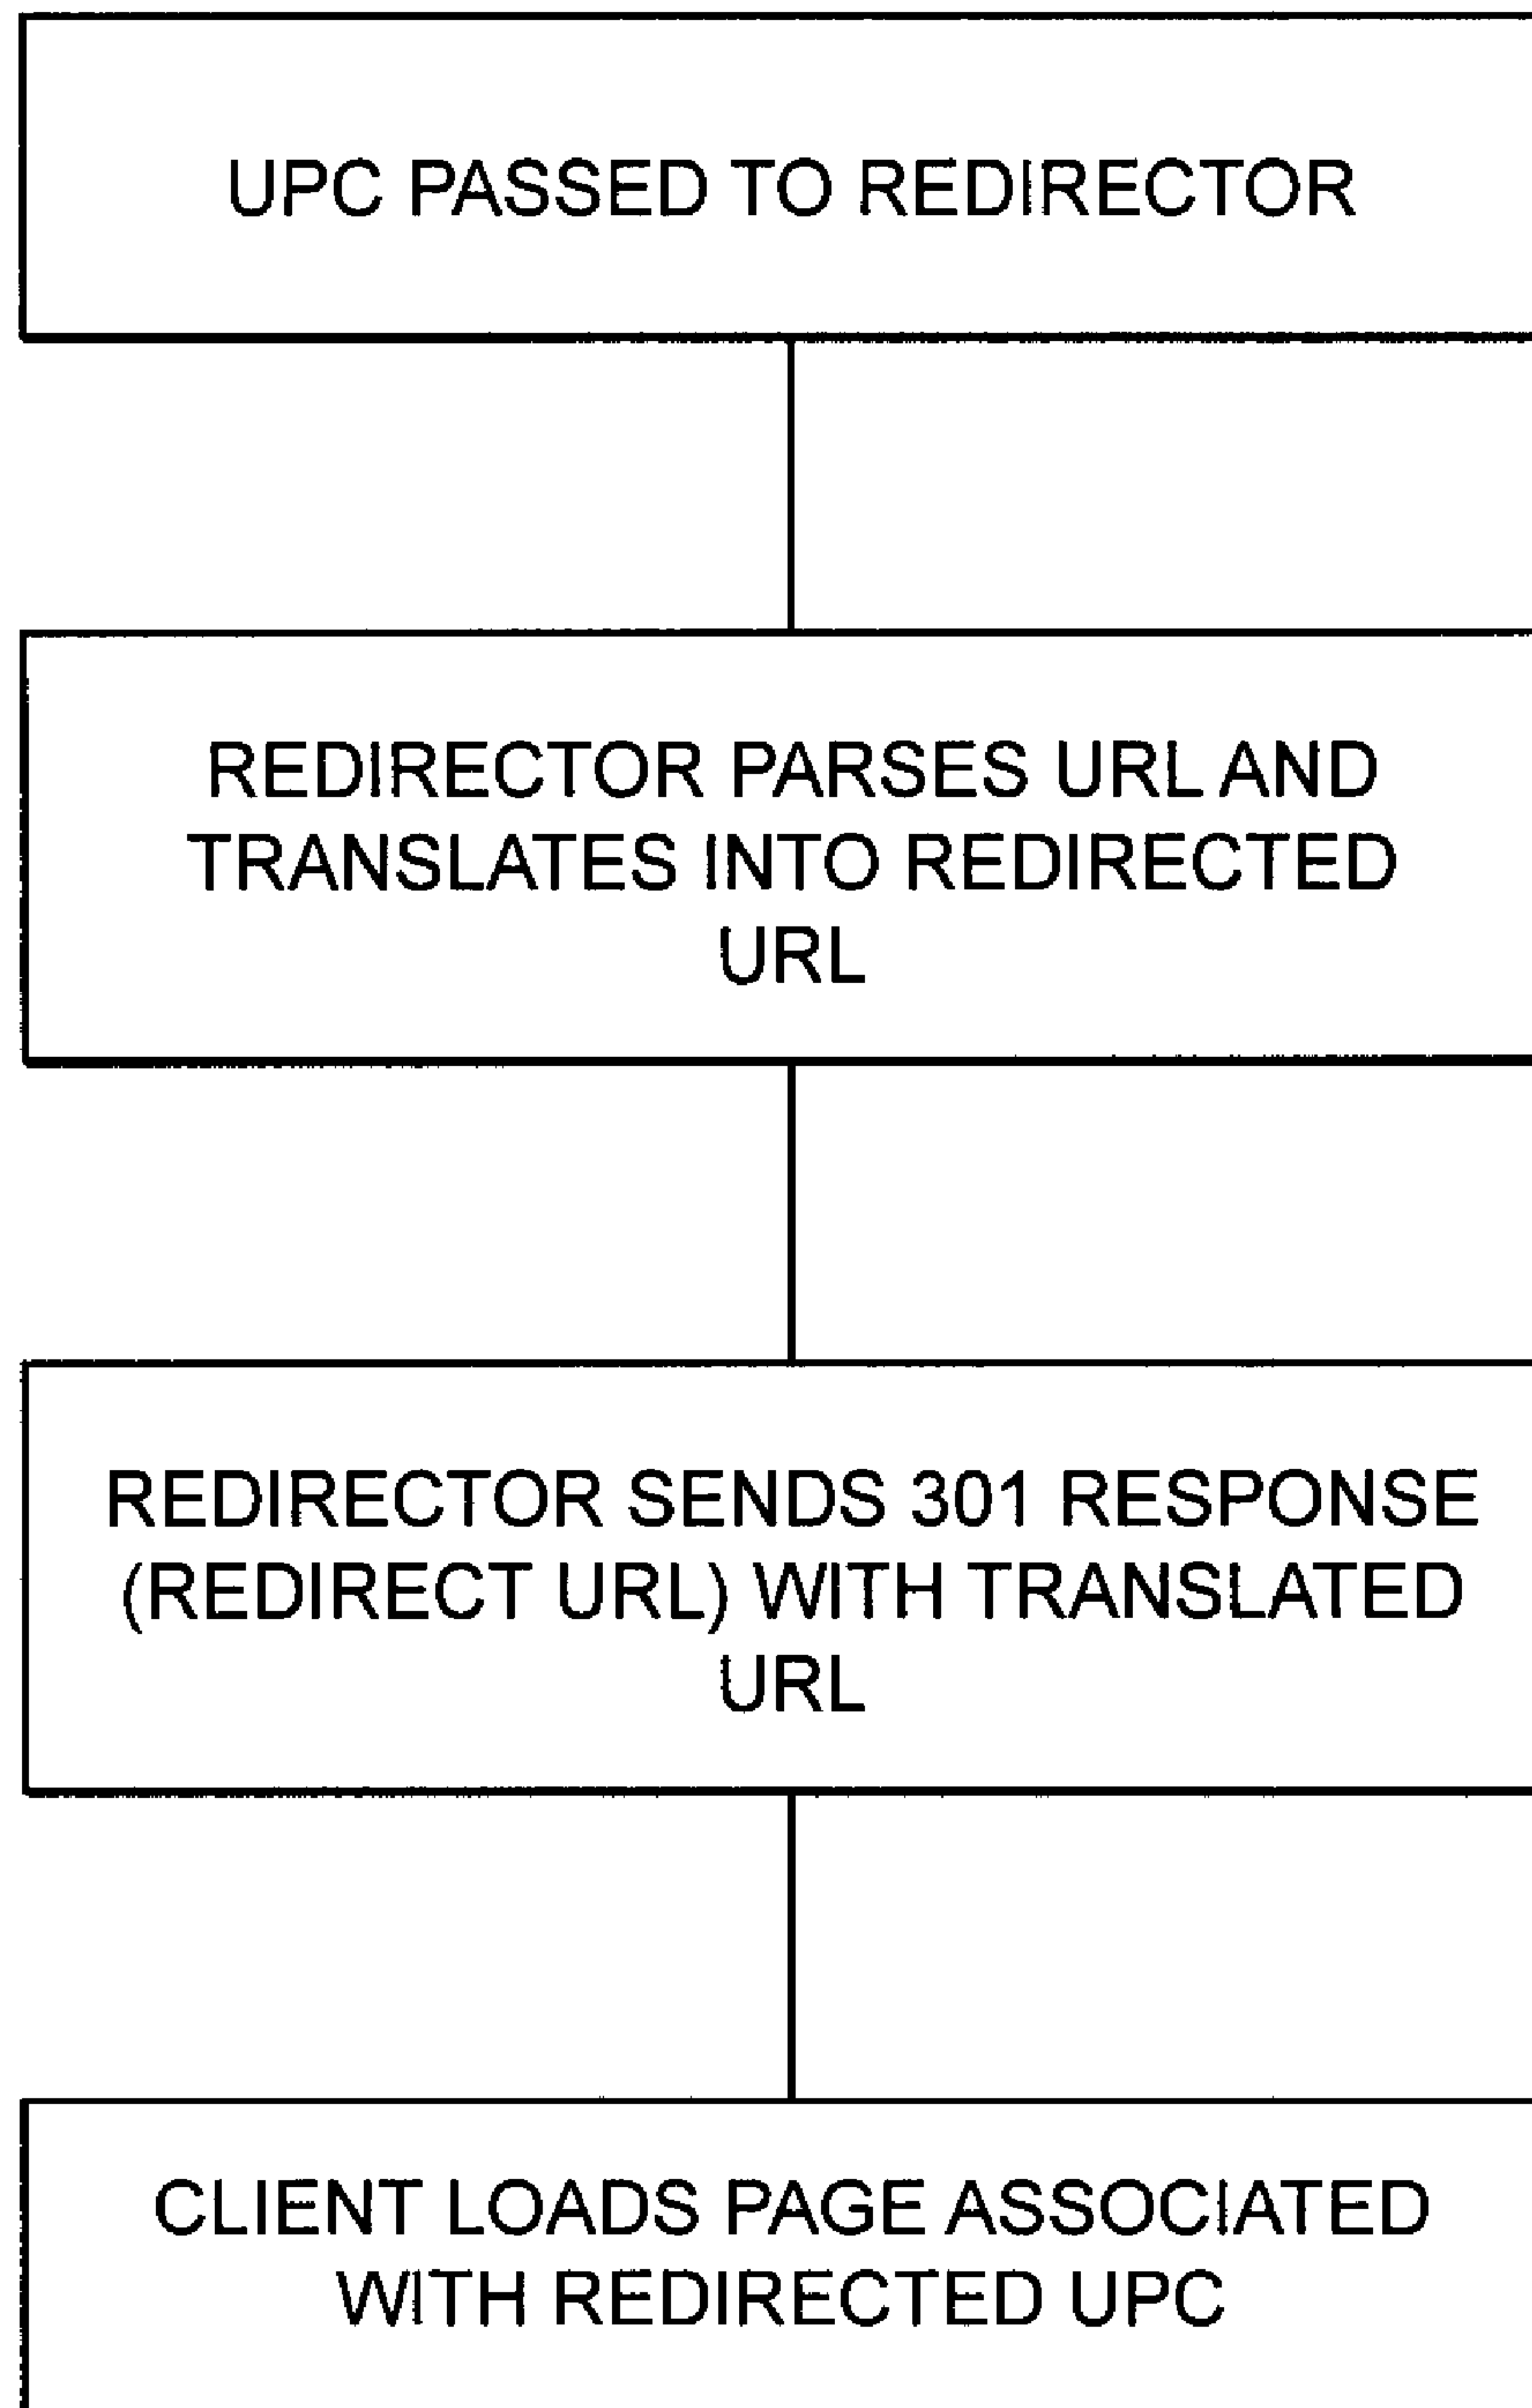 UPC PASSED TO REDIRECTOR
REDIRECTOR PARSES URL AND
TRANSLATES INTO REDIRECTED
URL
REDIRECTOR SENDS 301 RESPONSE
(REDIRECT URL) WITH TRANSLATED
URL
CLIENT LOADS PAGE ASSOCIATED
WITH REDIRECTED UPC